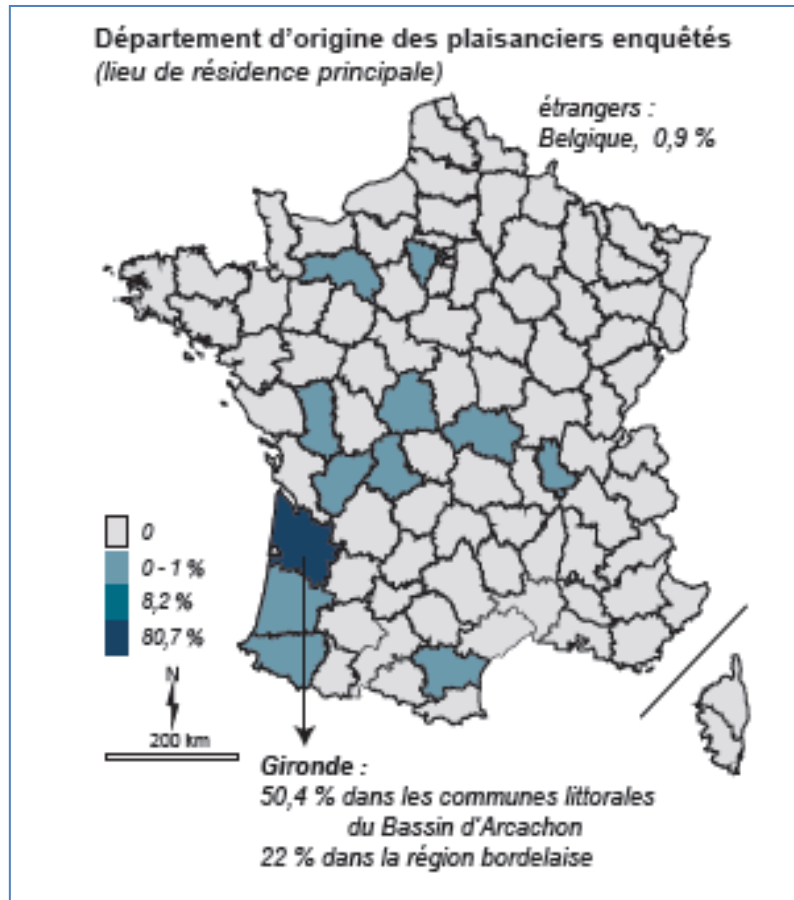 Département d'origine des plaisanciers enquêtés
(lieu de résidence principale)
étrangers :
Belgique, 0,9 %
0
0 - 1 %
8,2 %
80,7 %
N
200 km
Gironde :
50,4 % dans les communes littorales
du Bassin d'Arcachon
22 % dans la région bordelaise